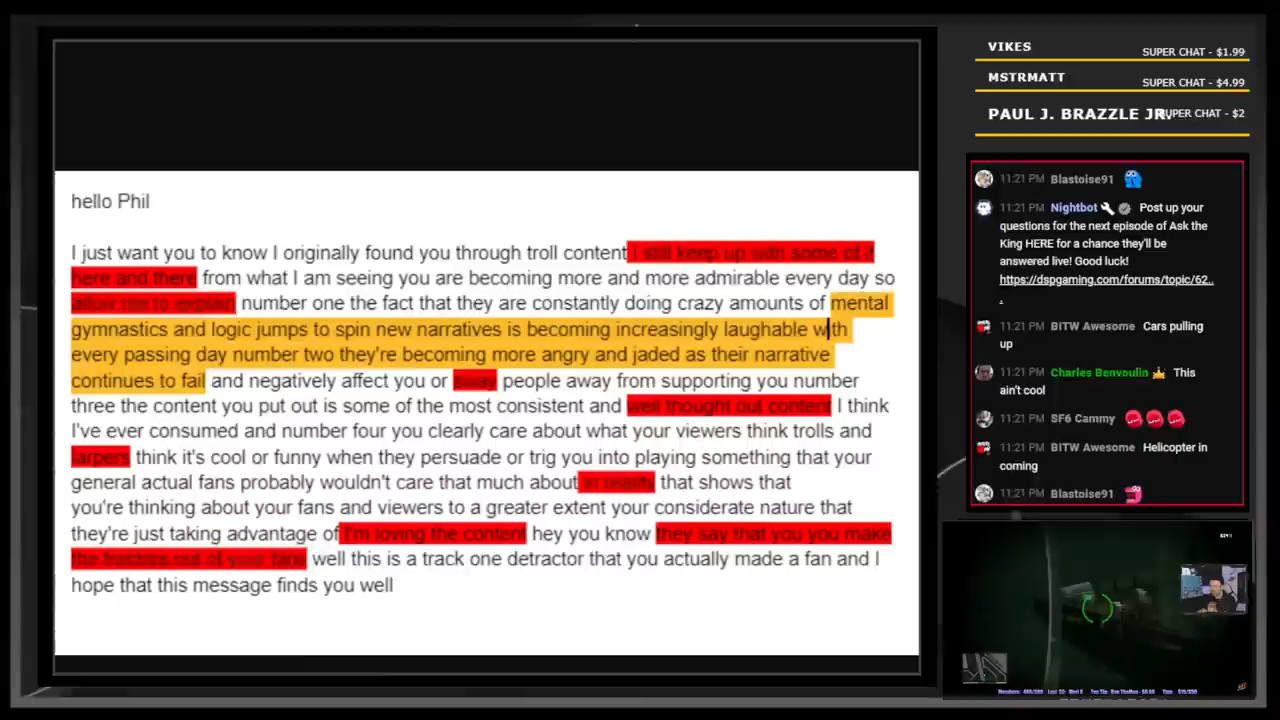 hello Phil
I just want you to know I originally found you through troll content I still keep up with some of it
here and there from what I am seeing you are becoming more and more admirable every day so
allow me to explain number one the fact that they are constantly doing crazy amounts of mental
gymnastics and logic jumps to spin new narratives is becoming increasingly laughable with
every passing day number two they're becoming more angry and jaded as their narrative
continues to fail and negatively affect you or sway people away from supporting you number
three the content you put out is some of the most consistent and well thought out content I think
I've ever consumed and number four you clearly care about what your viewers think trolls and
larpers think it's cool or funny when they persuade or trig you into playing something that your
general actual fans probably wouldn't care that much about in reality that shows that
you're thinking about your fans and viewers to a greater extent your considerate nature that
they're just taking advantage of I'm loving the content hey you know they say that you you make
out of your fans well this is a track one detractor that you actually made a fan and I
hope that this message finds you well
VIKES SUPER CHAT - $1.99
MSTRMATT SUPER CHAT - $4.99
PAUL J. BRAZZLE JR. UPER CHAT - $2
11:21 PM Blastoise91
11:21 PM Nightbot Post up your
questions for the next episode of Ask the
King HERE for a chance they'll be
answered live! Good luck!
https://dspgaming.com/forums/topic/62..
.
11:21 PM BITW Awesome Cars pulling
up
11:21 PM Charles Benvoulin This
ain't cool
11:21 PM SF6 Cammy
11:21 PM BITW Awesome Helicopter in
coming
11:21 PM Blastoise91